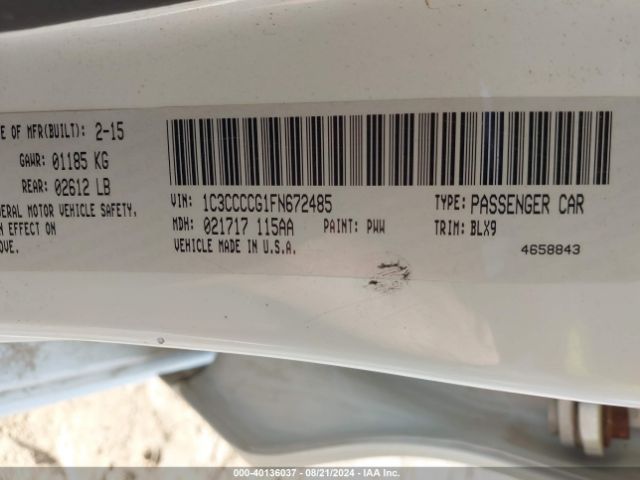 E OF MFR(BUILT): 2-15
GAWR: 01185 KG
REAR: 02612 LB
ERAL MOTOR VEHICLE SAFETY,
N EFFECT ON
OVE.
VIN: 1C3CCCCG1FN672485
TYPE: PASSENGER CAR
MDH: 021717 115AA
PAINT: PWW
TRIM: BLX9
VEHICLE MADE IN U.S.A.
4658843
000-40136037 - 08/21/2024 - IAA Inc.